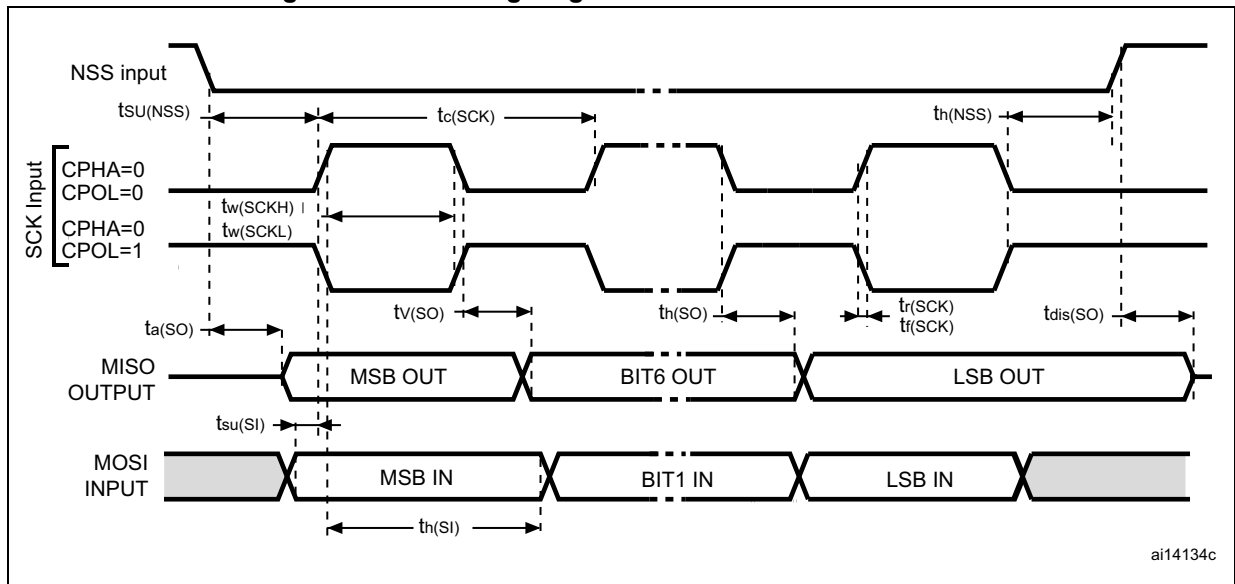 NSS input
tSU(NSS)
tc(SCK)
th(NSS)
SCK Input
CPHA=0
CPOL=0
tw(SCKH)
tw(SCKL)
CPHA=0
CPOL=1
tV(SO)
th(SO)
tr(SCK)
tf(SCK)
tdis(SO)
ta(SO)
MISO
OUTPUT
MSB OUT
BIT6 OUT
LSB OUT
tsu(SI)
MOSI
INPUT
MSB IN
BIT1 IN
LSB IN
th(SI)
ai14134c